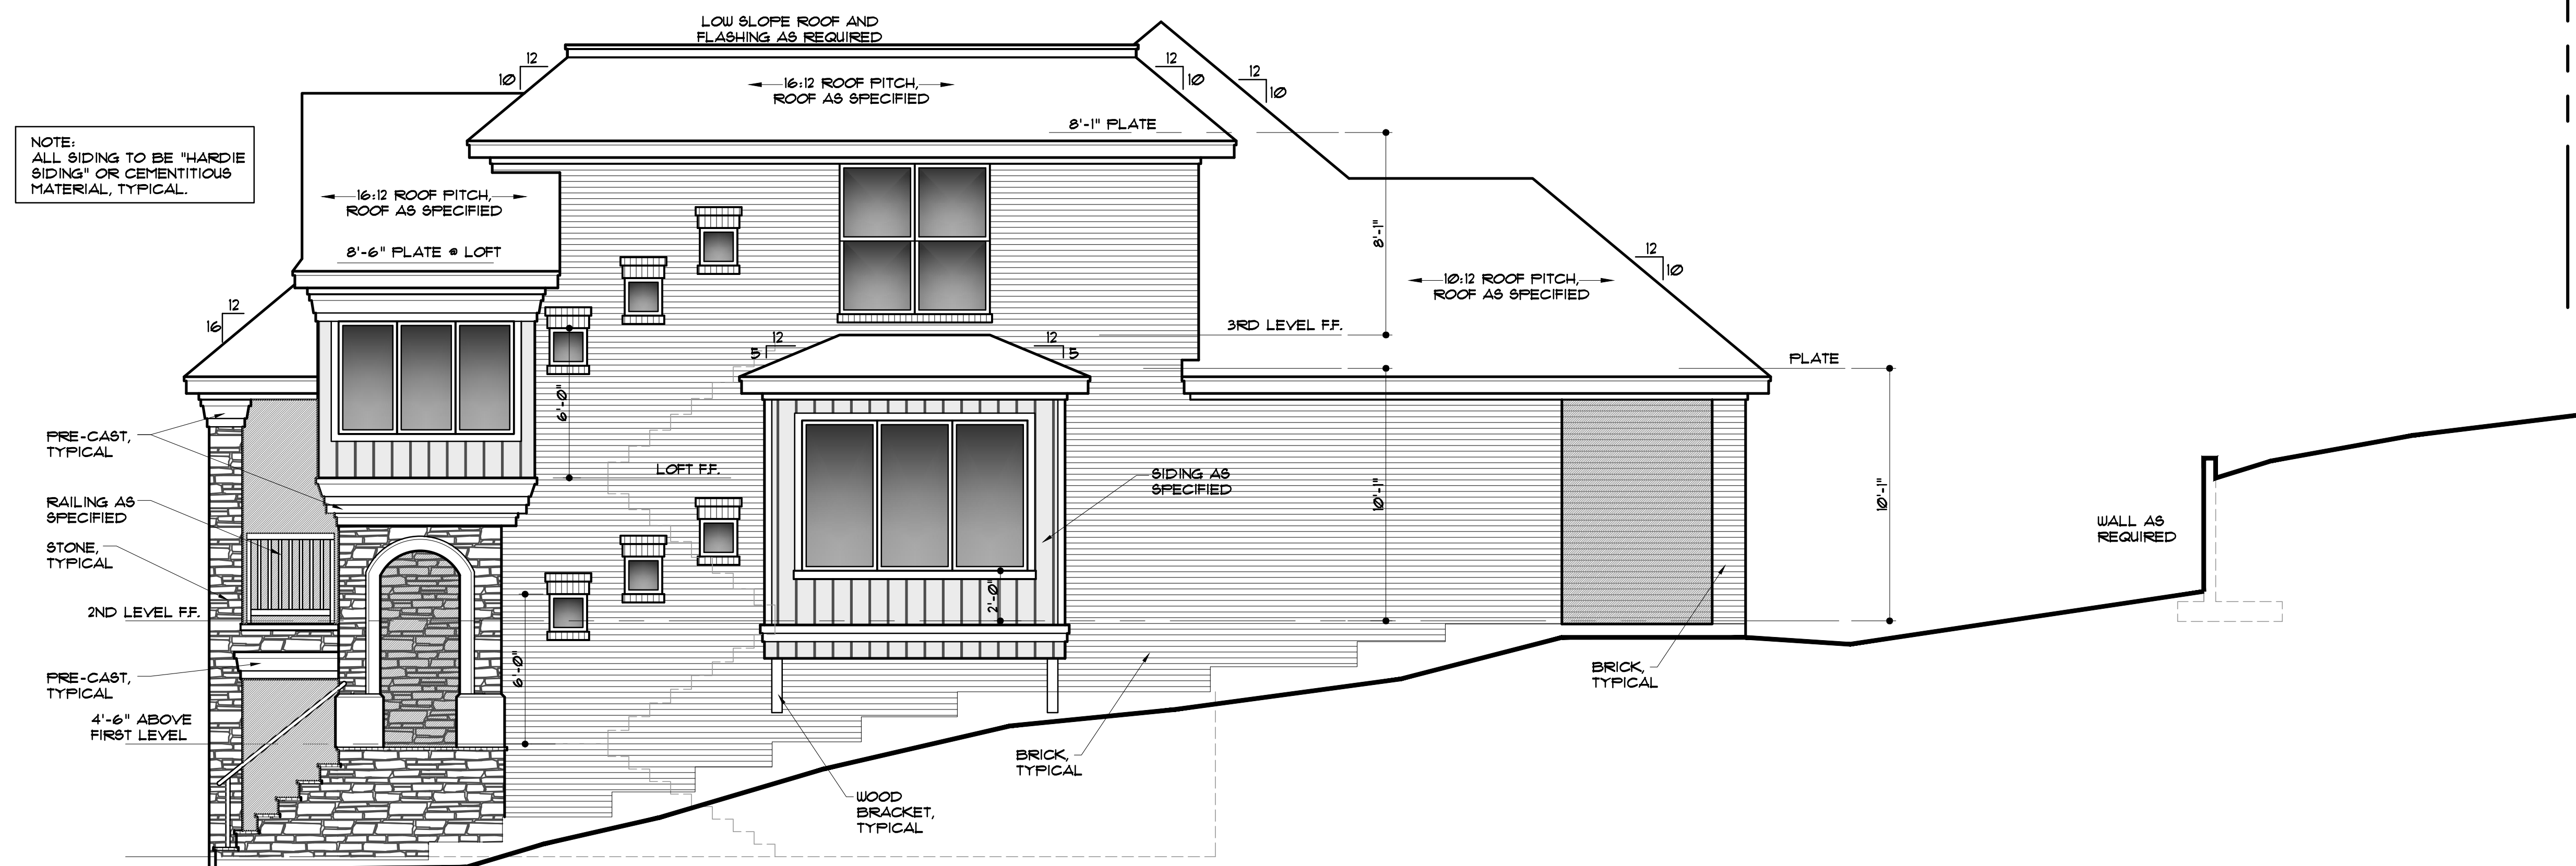 LOW SLOPE ROOF AND
FLASHING AS REQUIRED
12
10
12
10
12
10
16:12 ROOF PITCH,
ROOF AS SPECIFIED
8'-1" PLATE
NOTE:
ALL SIDING TO BE "HARDIE
SIDING" OR CEMENTITIOUS
MATERIAL, TYPICAL.
16:12 ROOF PITCH,
ROOF AS SPECIFIED
8'-6" PLATE @ LOFT
8'-1"
12
10
10:12 ROOF PITCH,
ROOF AS SPECIFIED
12
16
3RD LEVEL F.F.
12
5
12
5
PLATE
6'-0"
PRE-CAST,
TYPICAL
LOFT F.F.
SIDING AS
SPECIFIED
10'-1"
10'-1"
RAILING AS
SPECIFIED
WALL AS
REQUIRED
STONE,
TYPICAL
2'-0"
2ND LEVEL F.F.
6'-0"
PRE-CAST,
TYPICAL
BRICK,
TYPICAL
4'-6" ABOVE
FIRST LEVEL
BRICK,
TYPICAL
WOOD
BRACKET,
TYPICAL